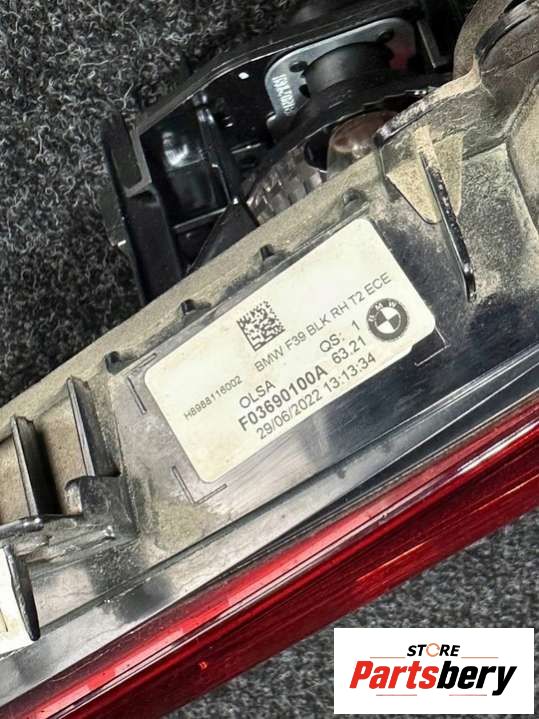 H8988116002
BMW F39 BLK RH T2 ECE
OLSA QS: 1
F03690100A 63.21
29/06/2022 13:13:34
STORE
Partsbery